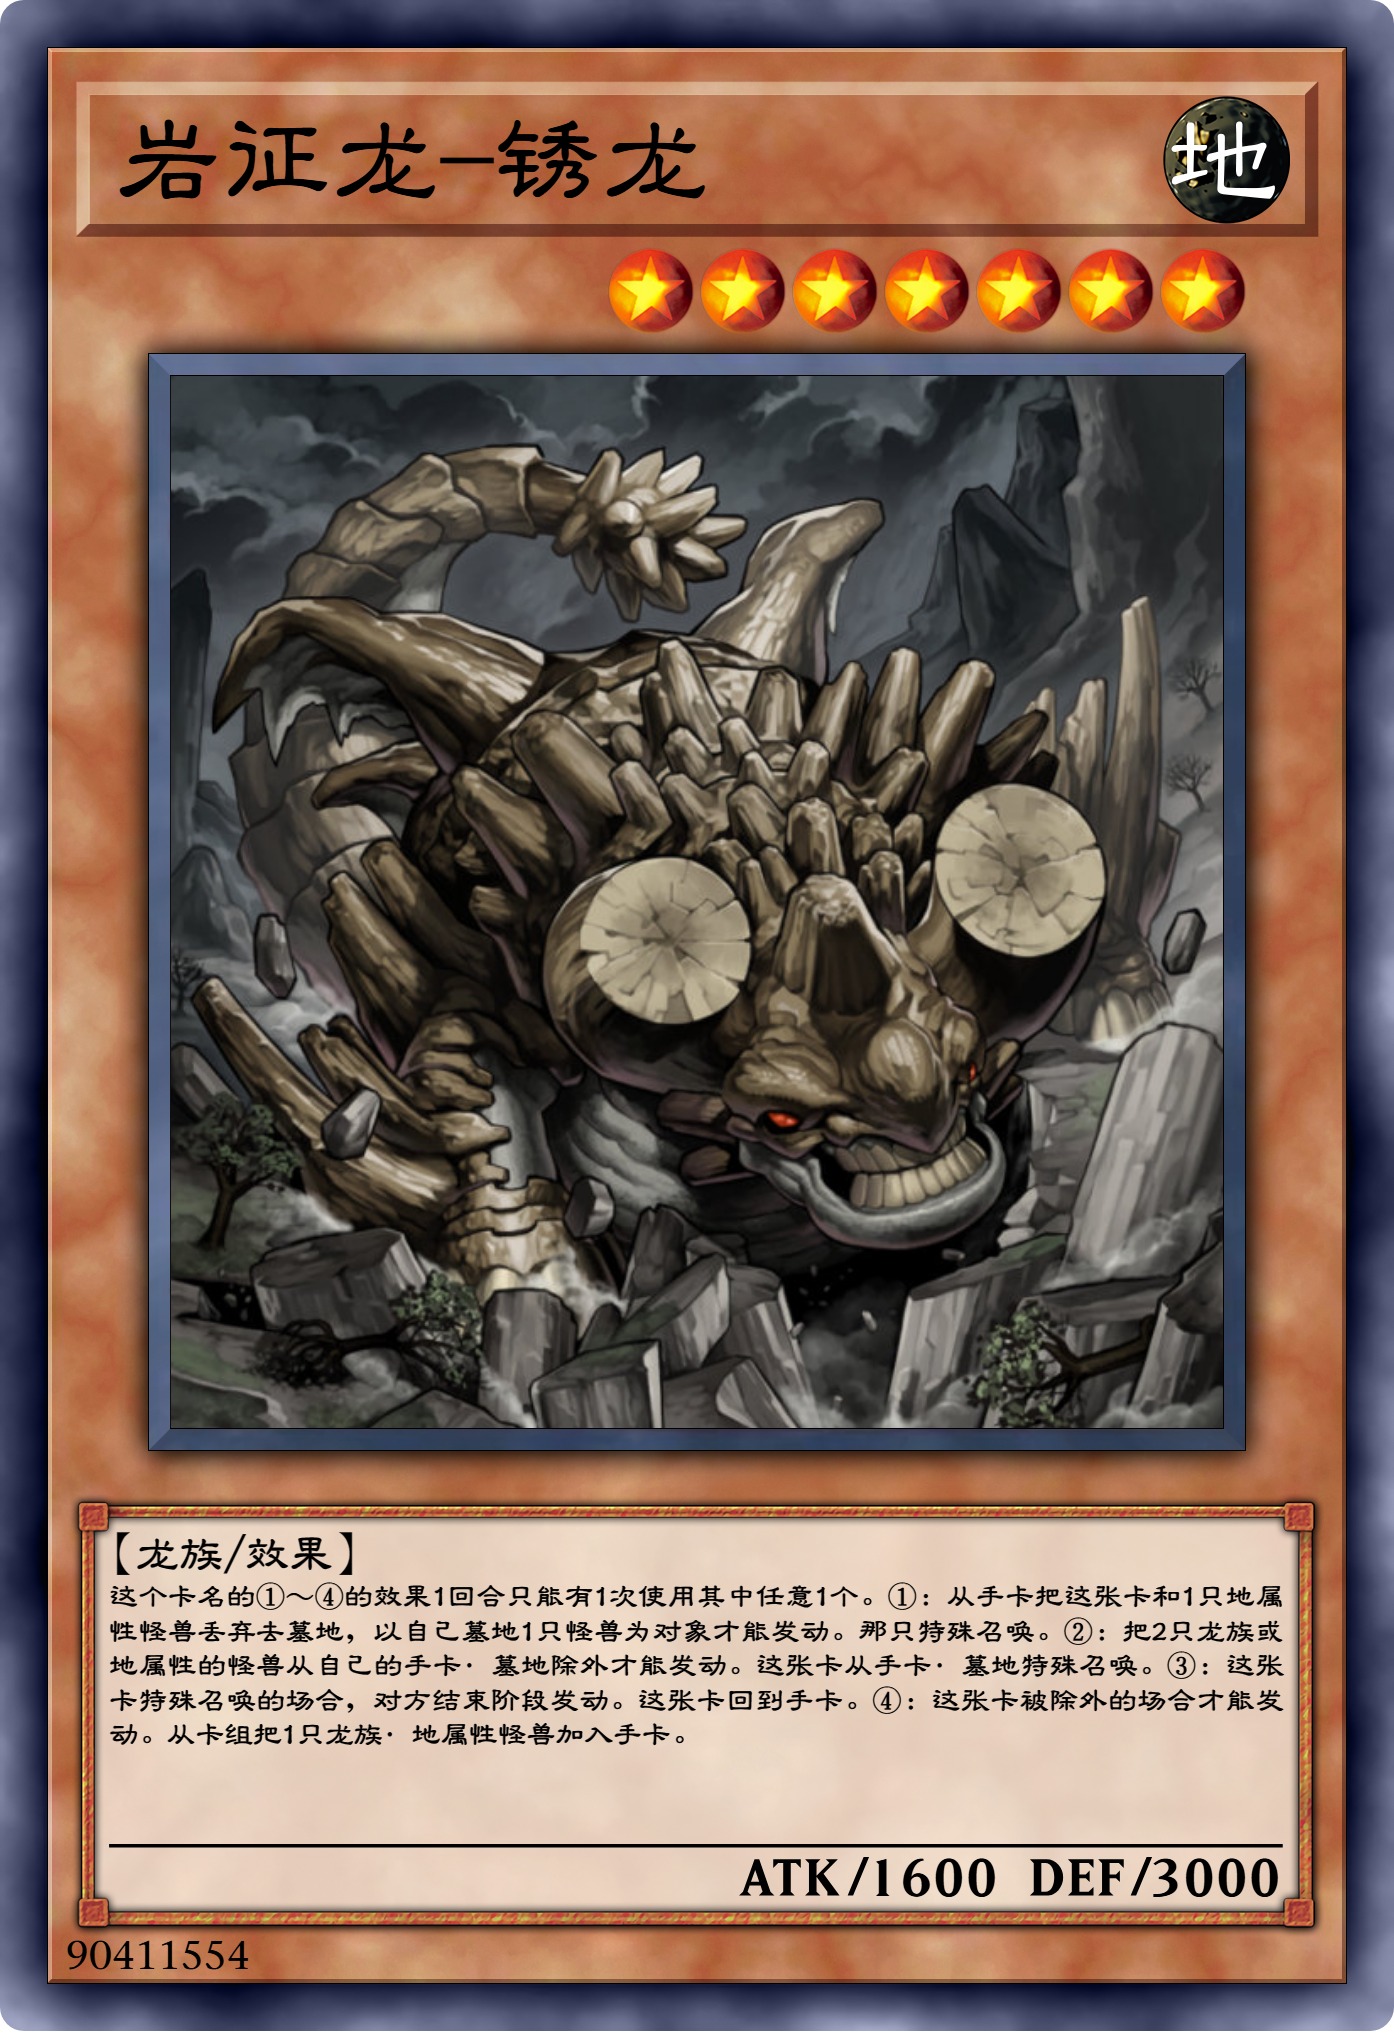 岩征龙-锈龙
地
【龙族/效果】
这个卡名的①～④的效果1回合只能有1次使用其中任意1个。①：从手卡把这张卡和1只地属
性怪兽丢弃去墓地，以自己墓地1只怪兽为对象才能发动。那只特殊召唤。②：把2只龙族或
地属性的怪兽从自己的手卡·墓地除外才能发动。这张卡从手卡·墓地特殊召唤。③：这张
卡特殊召唤的场合，对方结束阶段发动。这张卡回到手卡。④：这张卡被除外的场合才能发
动。从卡组把1只龙族·地属性怪兽加入手卡。
ATK/1600 DEF/3000
90411554